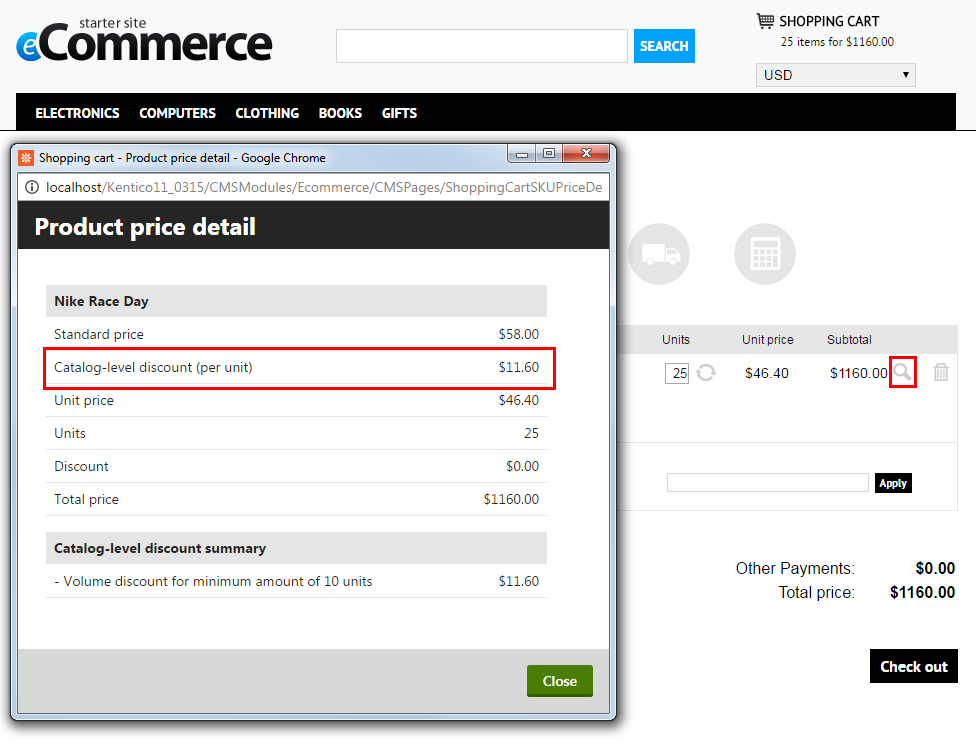 starter site
eCommerce
SEARCH
SHOPPING CART
25 items for $1160.00
USD
ELECTRONICS COMPUTERS CLOTHING BOOKS GIFTS
Shopping cart - Product price detail - Google Chrome
localhost/Kentico11_0315/CMSModules/Ecommerce/CMSPages/ShoppingCartSKUPriceDe
Product price detail
Nike Race Day
Standard price $58.00
Catalog-level discount (per unit) $11.60
Unit price $46.40
Units 25
Discount $0.00
Total price $1160.00
Catalog-level discount summary
- Volume discount for minimum amount of 10 units $11.60
Close
Units Unit price Subtotal
25 $46.40 $1160.00
Apply
Other Payments: $0.00
Total price: $1160.00
Check out